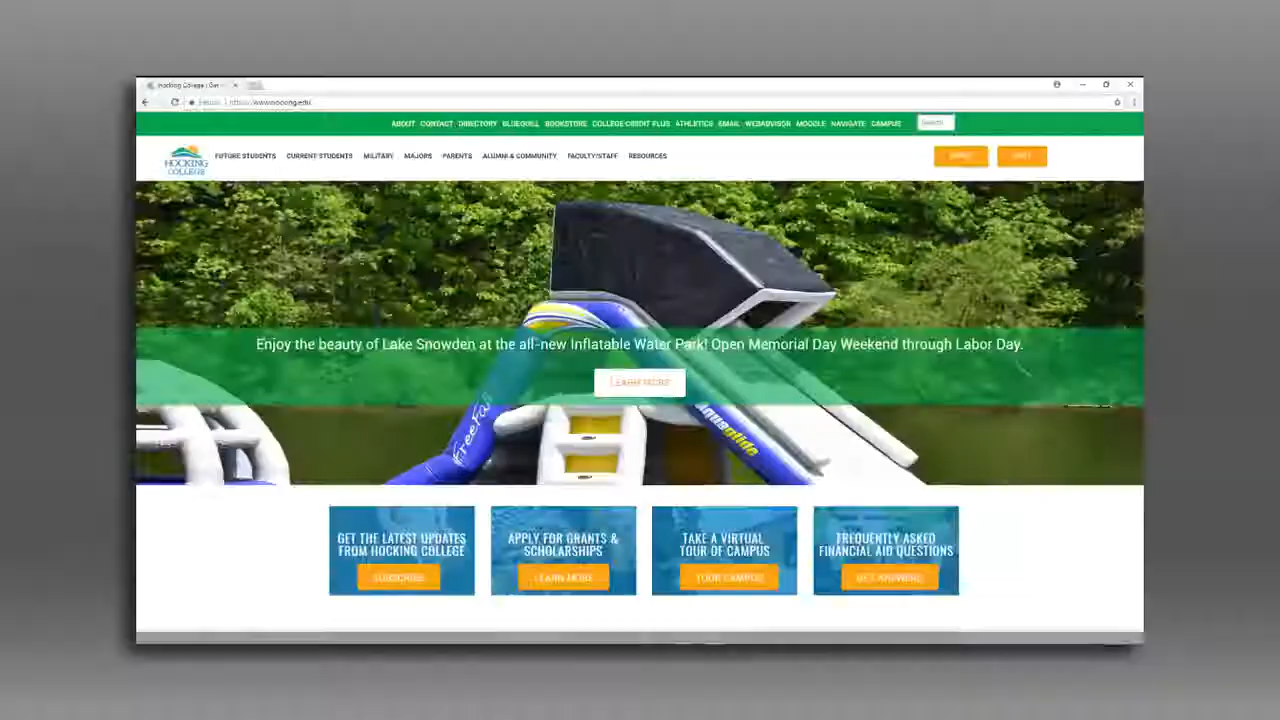 Hocking College | Get
www.hocking.edu
ABOUT CONTACT DIRECTORY BLUEQUILL BOOKSTORE COLLEGE CREDIT PLUS ATHLETICS EMAIL WEBADVISOR MOODLE NAVIGATE CAMPUS Search
HOCKING
COLLEGE
FUTURE STUDENTS CURRENT STUDENTS MILITARY MAJORS PARENTS ALUMNI & COMMUNITY FACULTY/STAFF RESOURCES
Enjoy the beauty of Lake Snowden at the all-new Inflatable Water Park! Open Memorial Day Weekend through Labor Day.
LEARN MORE
FreeFall
Aquaglide
GET THE LATEST UPDATES
FROM HOCKING COLLEGE
SUBSCRIBE
APPLY FOR GRANTS &
SCHOLARSHIPS
LEARN MORE
TAKE A VIRTUAL
TOUR OF CAMPUS
TOUR CAMPUS
FREQUENTLY ASKED
FINANCIAL AID QUESTIONS
GET ANSWERS